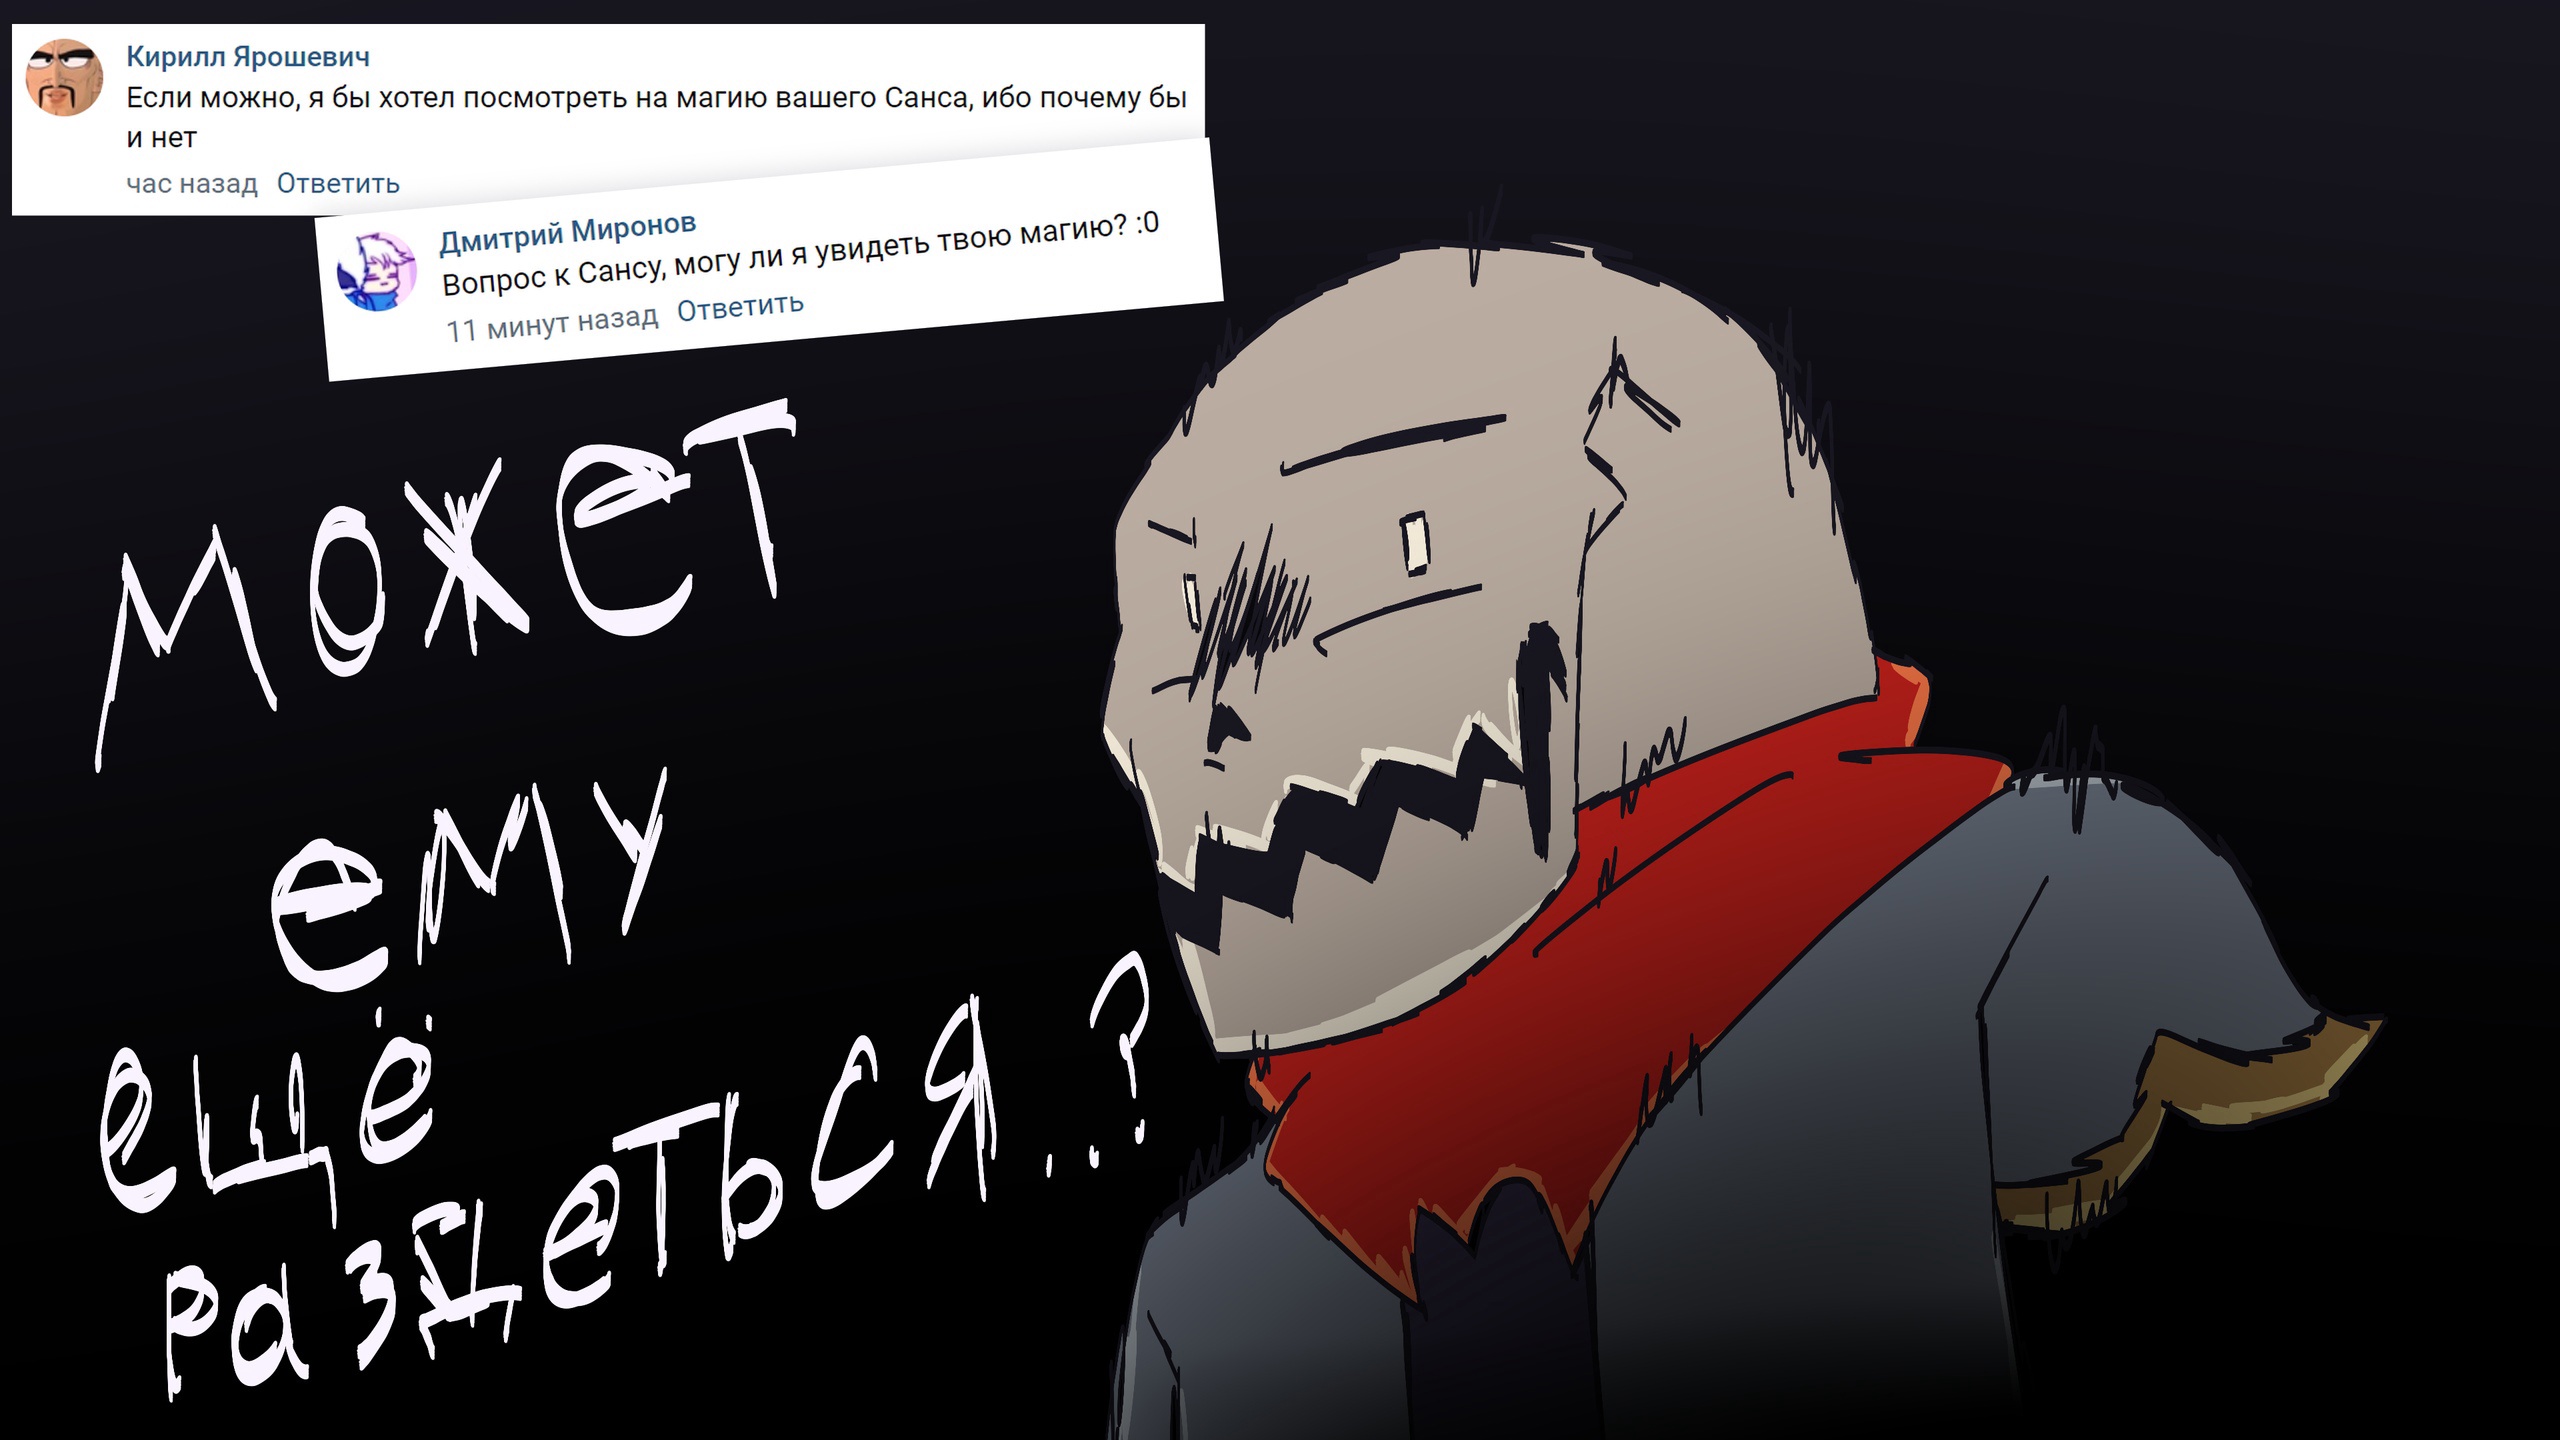 Кирилл Ярошевич
Если можно, я бы хотел посмотреть на магию вашего Санса, ибо почему бы
и нет
час назад Ответить
Дмитрий Миронов
Вопрос к Сансу, могу ли я увидеть твою магию? :0
11 минут назад Ответить
Может
ему
ещё
раздеться..?